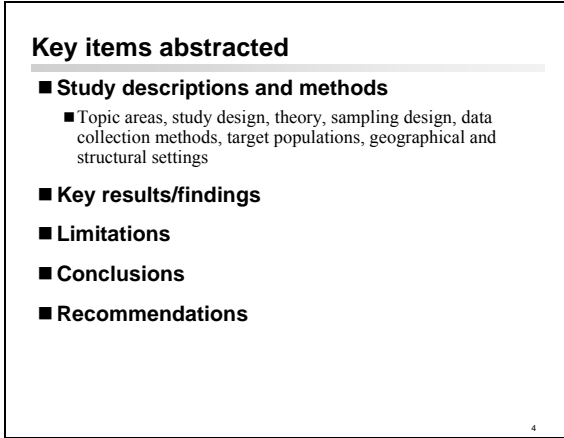 Key items abstracted
■ Study descriptions and methods
■ Topic areas, study design, theory, sampling design, data
collection methods, target populations, geographical and
structural settings
■ Key results/findings
■ Limitations
■ Conclusions
■ Recommendations
4